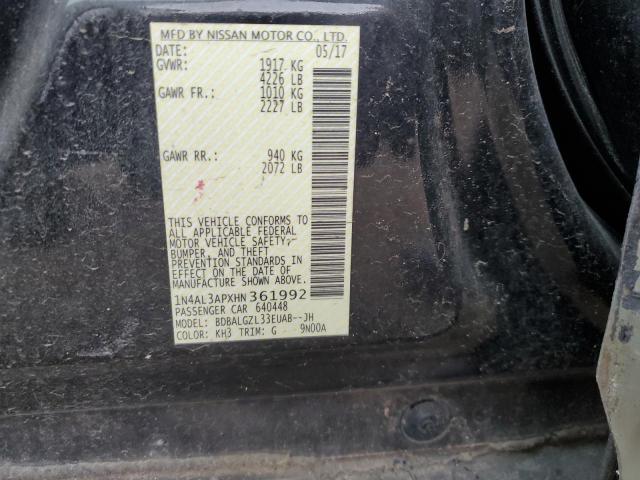 MFD BY NISSAN MOTOR CO., LTD.
DATE: 05/17
GVWR: 1917 KG
4226 LB
GAWR FR.: 1010 KG
2227 LB
GAWR RR.: 940 KG
2072 LB
THIS VEHICLE CONFORMS TO
ALL APPLICABLE FEDERAL
MOTOR VEHICLE SAFETY,
BUMPER, AND THEFT
PREVENTION STANDARDS IN
EFFECT ON THE DATE OF
MANUFACTURE SHOWN ABOVE.
1N4AL3APXHN361992
PASSENGER CAR 640448
MODEL: BDBALGZL33EUAB--JH
COLOR: KH3 TRIM: G 9N00A